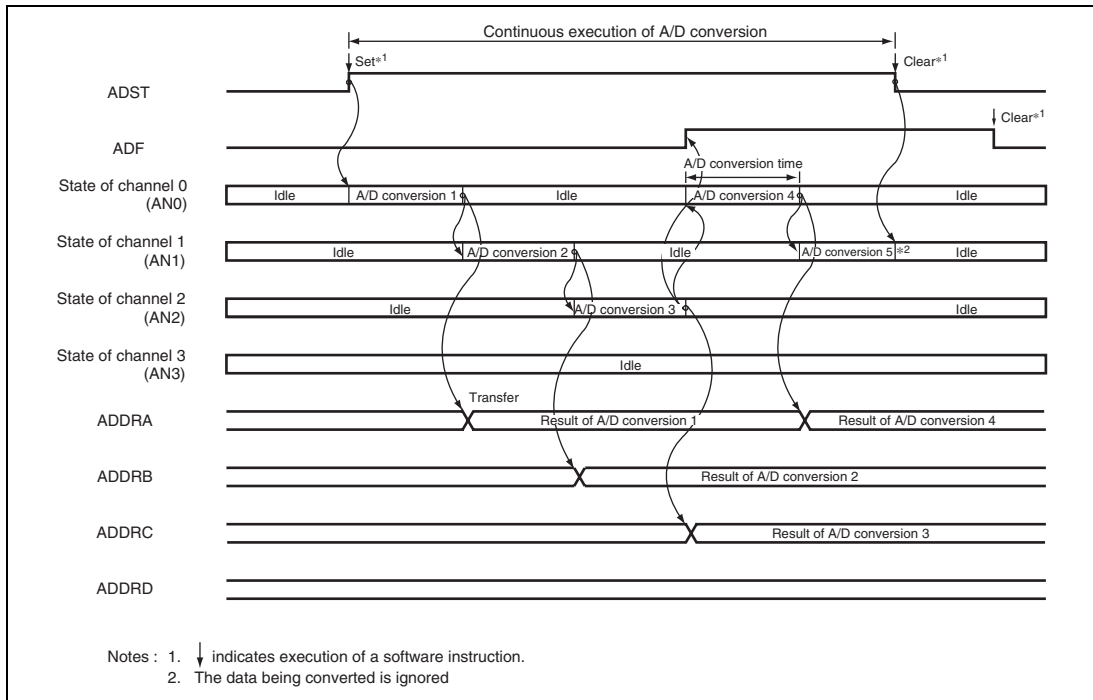 Continuous execution of A/D conversion
Set*1
Clear*1
ADST
Clear*1
ADF
A/D conversion time
State of channel 0
(AN0)
Idle
A/D conversion 1
Idle
A/D conversion 4
Idle
State of channel 1
(AN1)
Idle
A/D conversion 2
Idle
A/D conversion 5
*2
Idle
State of channel 2
(AN2)
Idle
A/D conversion 3
Idle
State of channel 3
(AN3)
Idle
Transfer
ADDRA
Result of A/D conversion 1
Result of A/D conversion 4
ADDRB
Result of A/D conversion 2
ADDRC
Result of A/D conversion 3
ADDRD
Notes : 1. ↓ indicates execution of a software instruction.
2. The data being converted is ignored